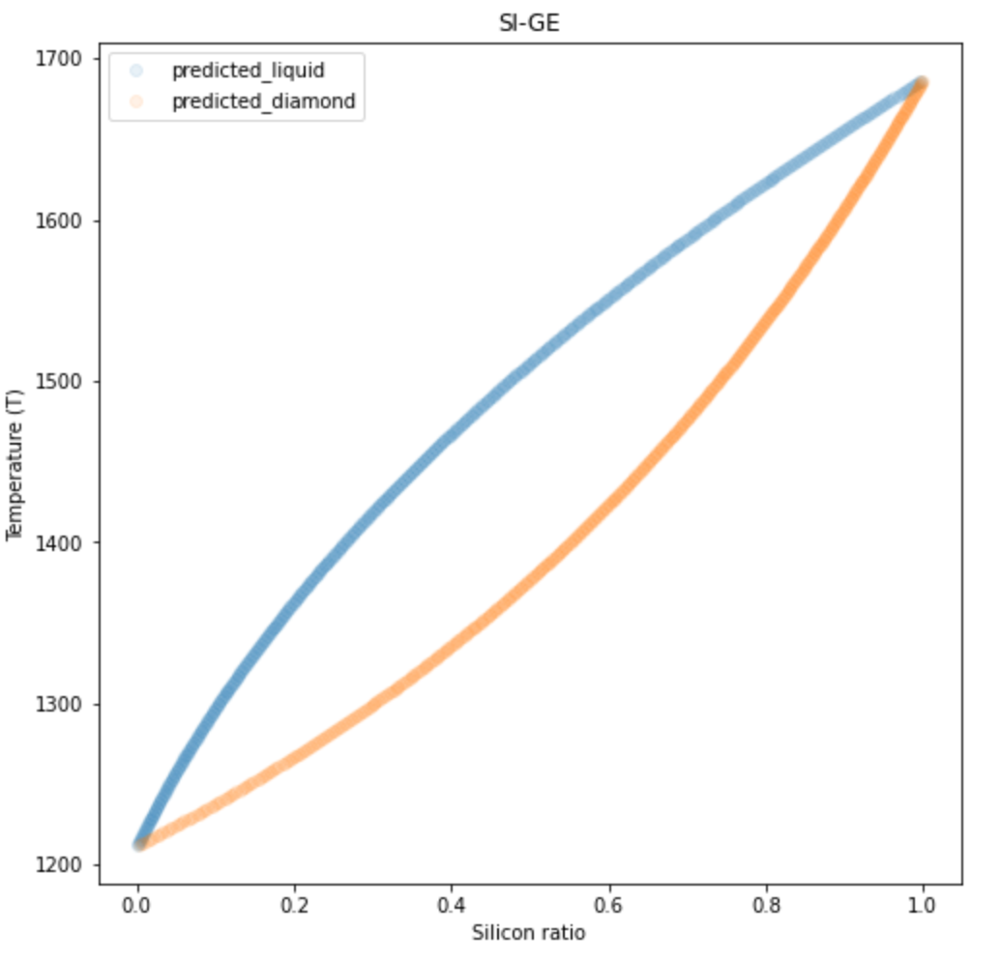 SI-GE
predicted_liquid
predicted_diamond
1700
1600
1500
1400
1300
1200
Temperature (T)
0.0 0.2 0.4 0.6 0.8 1.0
Silicon ratio